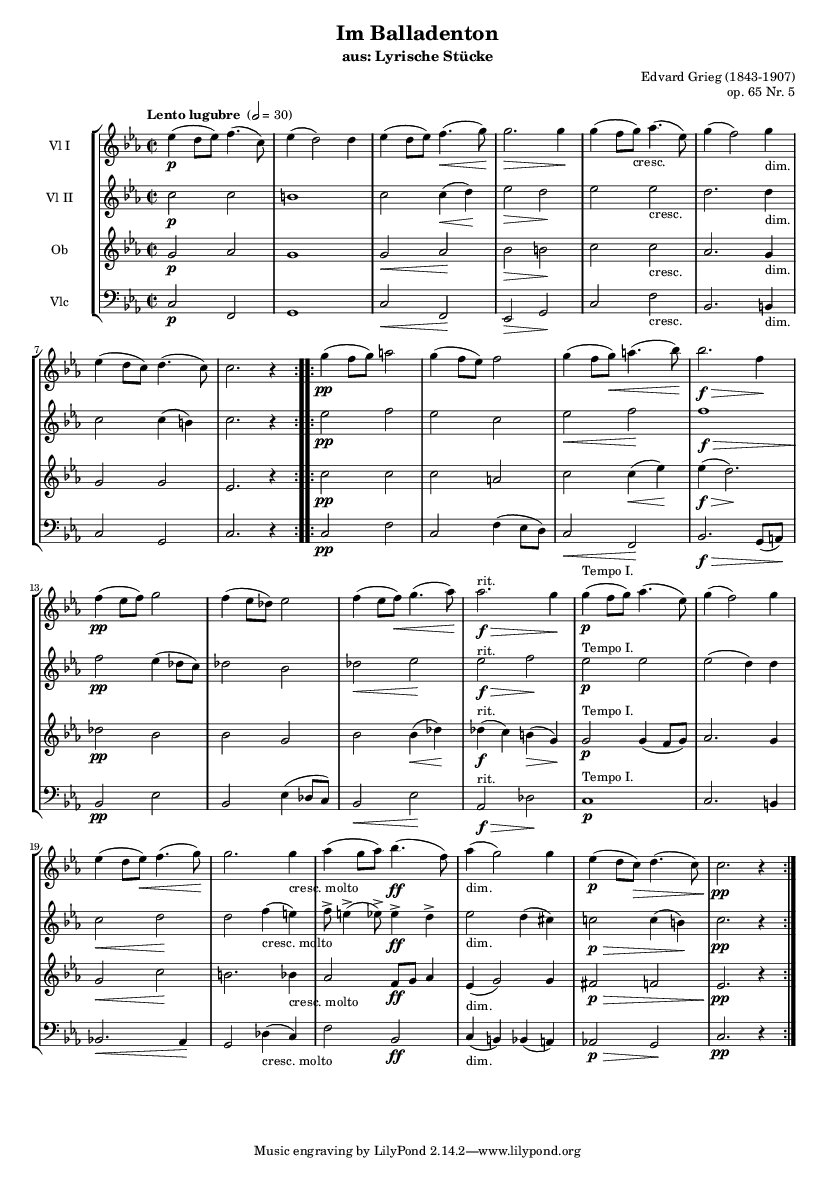 Im Balladenton
aus: Lyrische Stücke
Edvard Grieg (1843-1907)
op. 65 Nr. 5
Lento lugubre (𝅗𝅥 = 30)
Vl I
p
cresc.
dim.
Vl II
p
cresc.
dim.
Ob
p
cresc.
dim.
Vlc
p
cresc.
dim.
7
pp
f
pp
f
pp
f
pp
f
13
rit.
pp
f
Tempo I.
p
rit.
pp
f
Tempo I.
p
rit.
pp
f
Tempo I.
p
rit.
pp
f
Tempo I.
p
19
cresc. molto
ff
dim.
p
pp
cresc. molto
ff
dim.
p
pp
cresc. molto
ff
dim.
p
pp
cresc. molto
ff
dim.
p
pp
Music engraving by LilyPond 2.14.2—www.lilypond.org